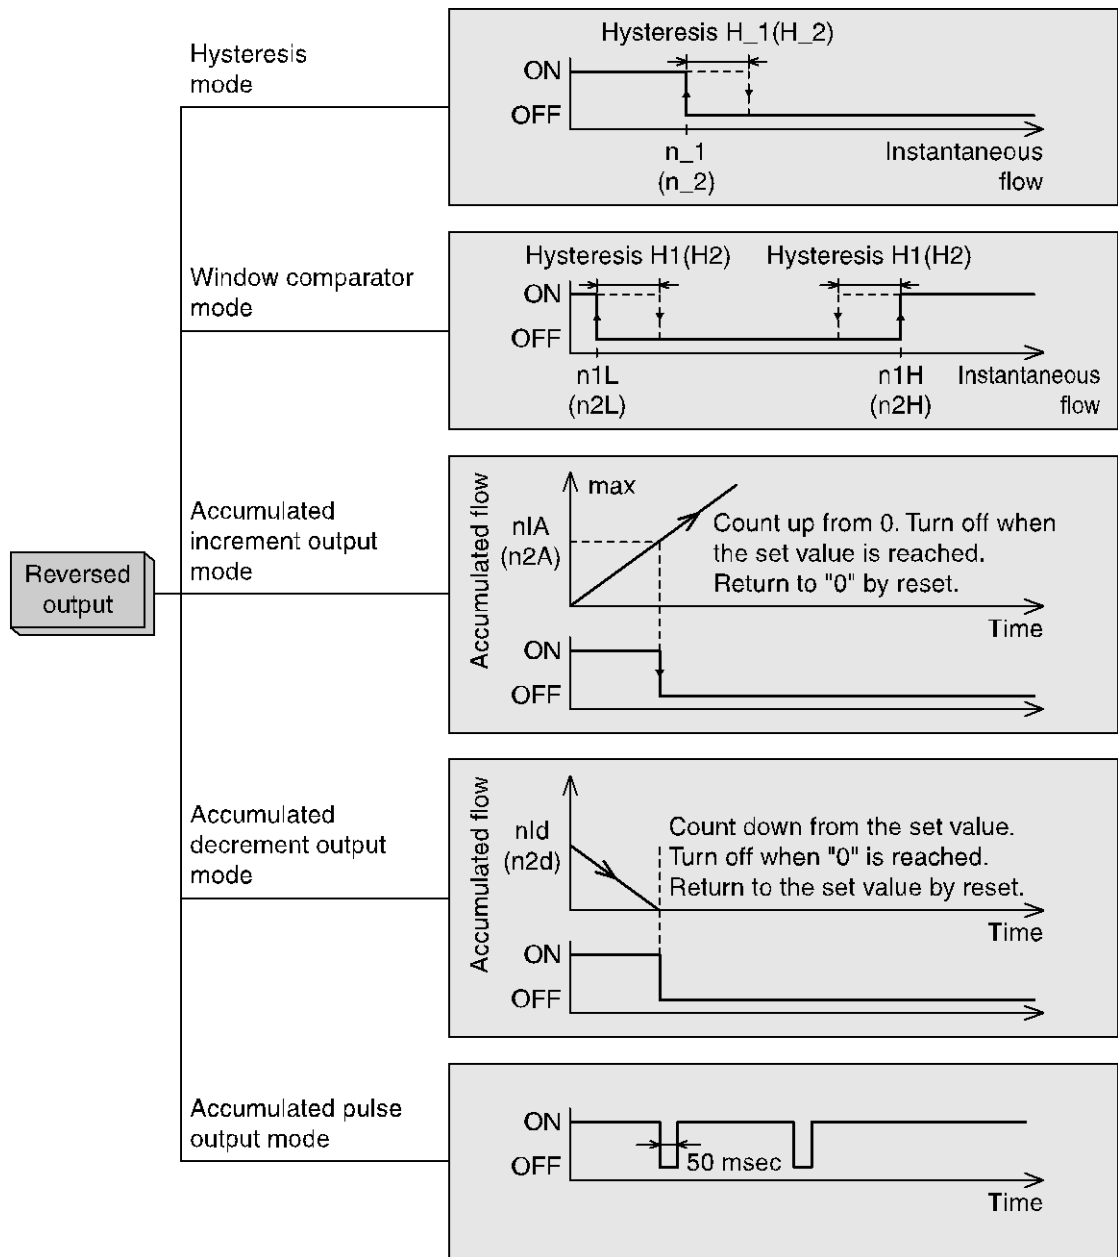 Reversed
output
Hysteresis
mode
Hysteresis H_1(H_2)
ON
OFF
n_1
(n_2)
Instantaneous
flow
Window comparator
mode
Hysteresis H1(H2) Hysteresis H1(H2)
ON
OFF
n1L
(n2L)
n1H
(n2H)
Instantaneous
flow
Accumulated
increment output
mode
Accumulated flow
max
nIA
(n2A)
Count up from 0. Turn off when
the set value is reached.
Return to "0" by reset.
Time
ON
OFF
Accumulated
decrement output
mode
Accumulated flow
nId
(n2d)
Count down from the set value.
Turn off when "0" is reached.
Return to the set value by reset.
Time
ON
OFF
Accumulated pulse
output mode
ON
OFF
50 msec
Time